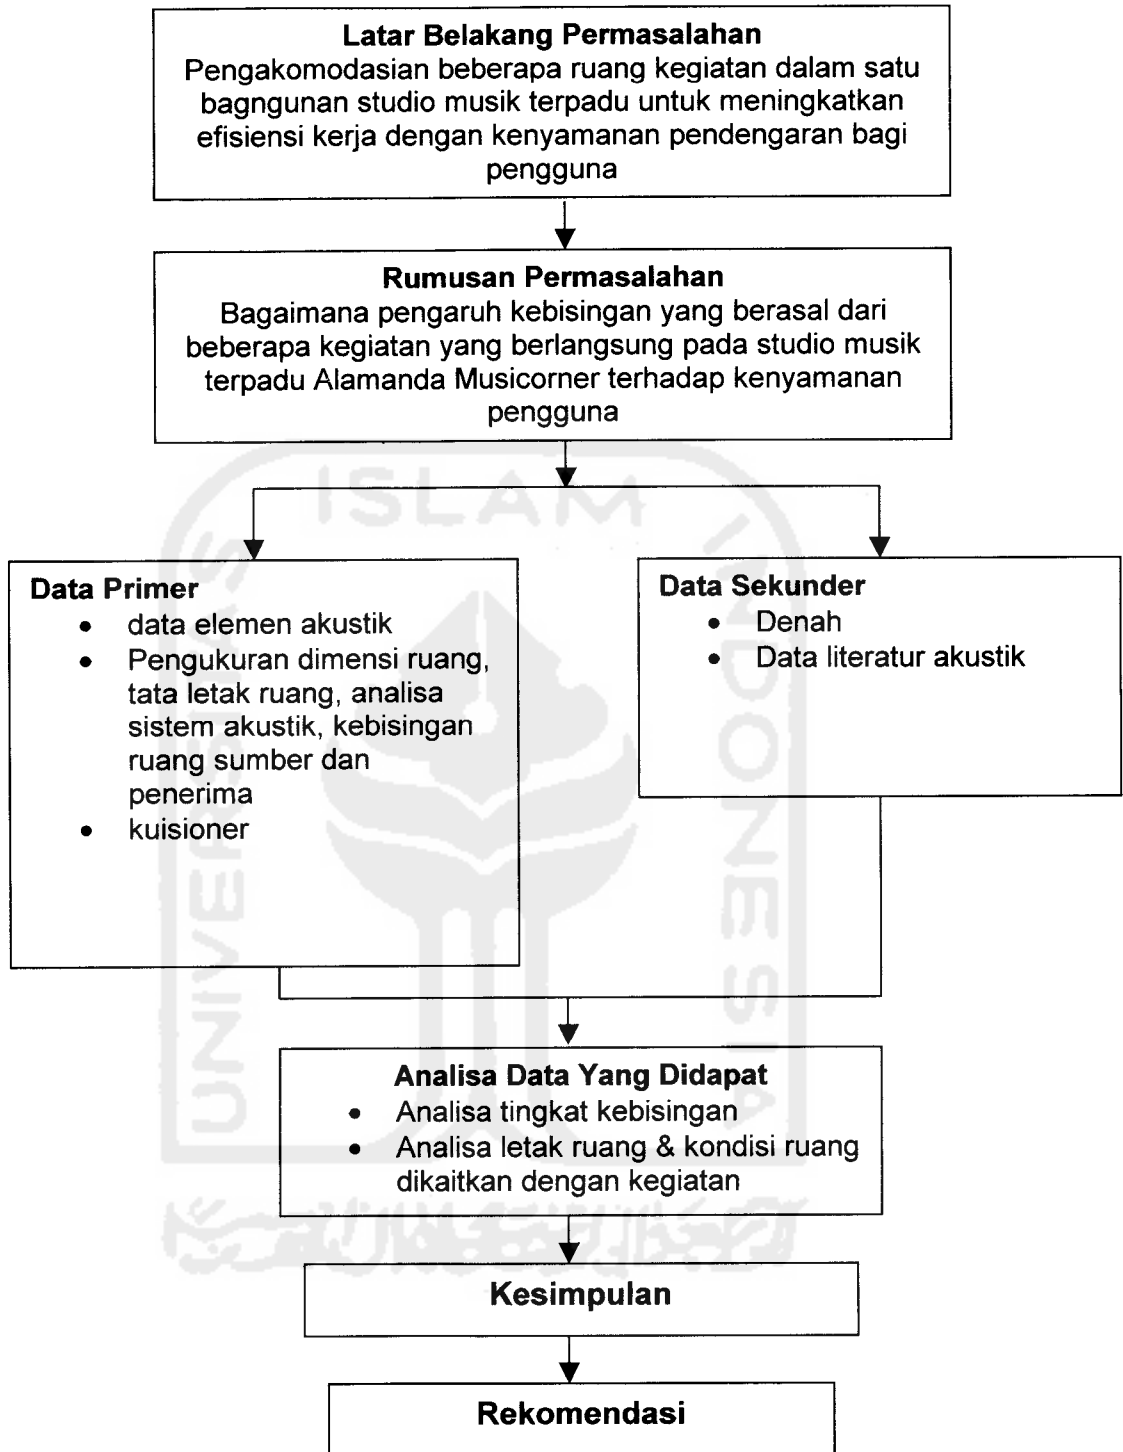 Latar Belakang Permasalahan
Pengakomodasian beberapa ruang kegiatan dalam satu
bagngunan studio musik terpadu untuk meningkatkan
efisiensi kerja dengan kenyamanan pendengaran bagi
pengguna
Rumusan Permasalahan
Bagaimana pengaruh kebisingan yang berasal dari
beberapa kegiatan yang berlangsung pada studio musik
terpadu Alamanda Musicorner terhadap kenyamanan
pengguna
Data Primer
• data elemen akustik
• Pengukuran dimensi ruang,
tata letak ruang, analisa
sistem akustik, kebisingan
ruang sumber dan
penerima
• kuisioner
Data Sekunder
• Denah
• Data literatur akustik
Analisa Data Yang Didapat
• Analisa tingkat kebisingan
• Analisa letak ruang & kondisi ruang
dikaitkan dengan kegiatan
Kesimpulan
Rekomendasi
UNIVERSITAS
ISLAM
INDONESIA